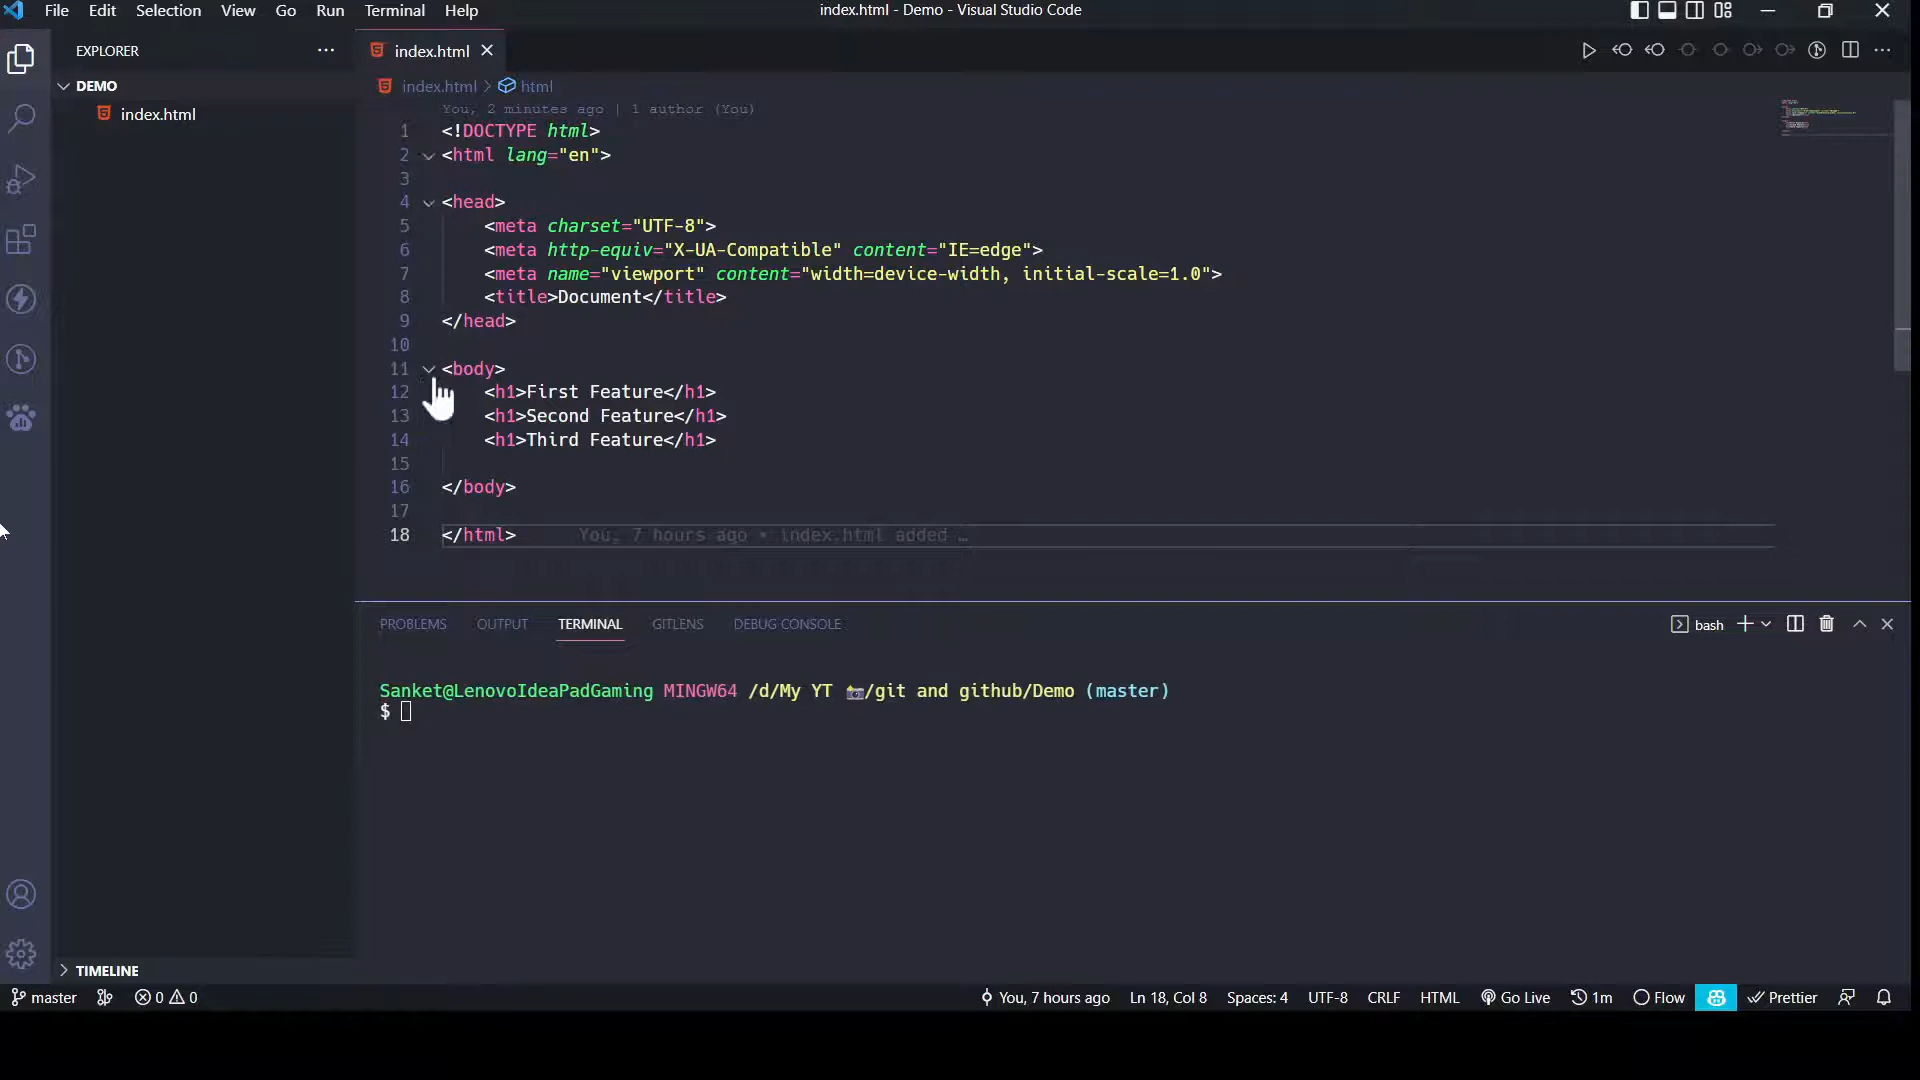 File Edit Selection View Go Run Terminal Help
index.html - Demo - Visual Studio Code
EXPLORER
index.html
DEMO
index.html
index.html > html
You, 2 minutes ago | 1 author (You)
1 <!DOCTYPE html>
2 <html lang="en">
3
4 <head>
5 <meta charset="UTF-8">
6 <meta http-equiv="X-UA-Compatible" content="IE=edge">
7 <meta name="viewport" content="width=device-width, initial-scale=1.0">
8 <title>Document</title>
9 </head>
10
11 <body>
12 <h1>First Feature</h1>
13 <h1>Second Feature</h1>
14 <h1>Third Feature</h1>
15
16 </body>
17
18 </html> You, 7 hours ago • index.html added …
PROBLEMS OUTPUT TERMINAL GITLENS DEBUG CONSOLE
bash
Sanket@LenovoIdeaPadGaming MINGW64 /d/My YT 📷/git and github/Demo (master)
$
TIMELINE
master 0 0
You, 7 hours ago Ln 18, Col 8 Spaces: 4 UTF-8 CRLF HTML Go Live 1m Flow Prettier